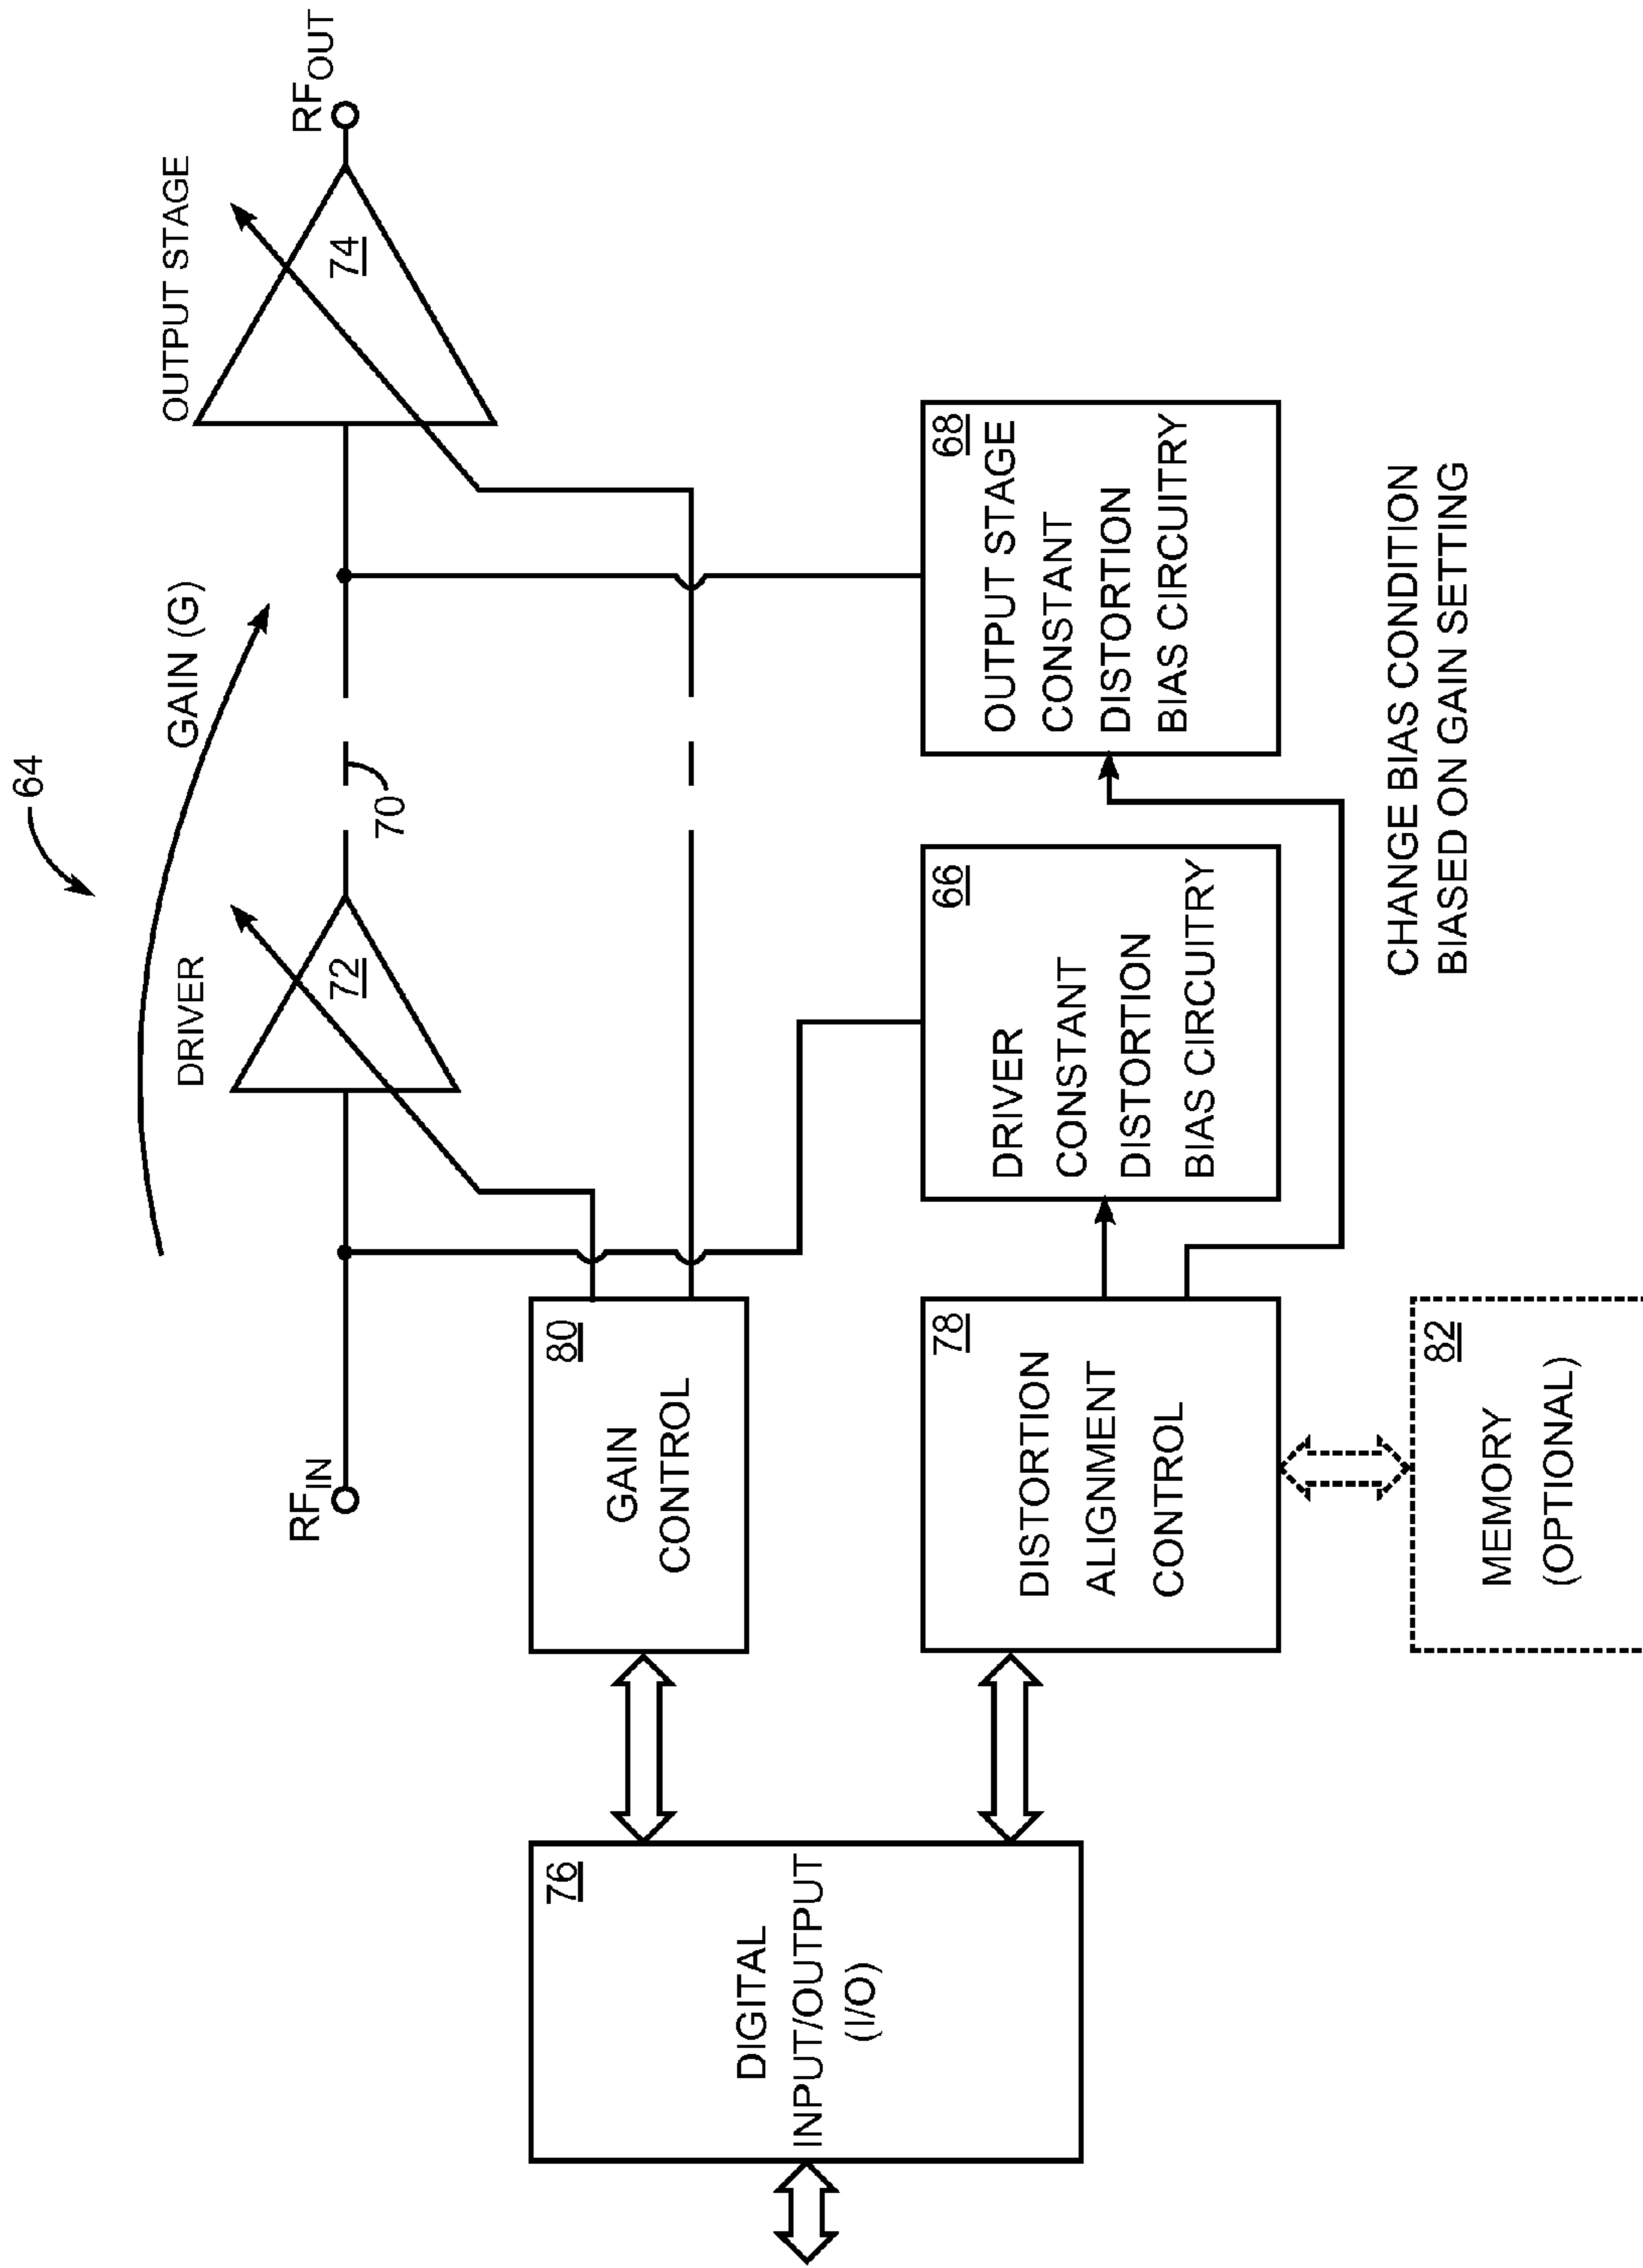 64
GAIN (G)
DRIVER
OUTPUT STAGE
RFIN
72
70
74
RFOUT
80
GAIN
CONTROL
76
DIGITAL
INPUT/OUTPUT
(I/O)
78
DISTORTION
ALIGNMENT
CONTROL
66
DRIVER
CONSTANT
DISTORTION
BIAS CIRCUITRY
68
OUTPUT STAGE
CONSTANT
DISTORTION
BIAS CIRCUITRY
82
MEMORY
(OPTIONAL)
CHANGE BIAS CONDITION
BIASED ON GAIN SETTING